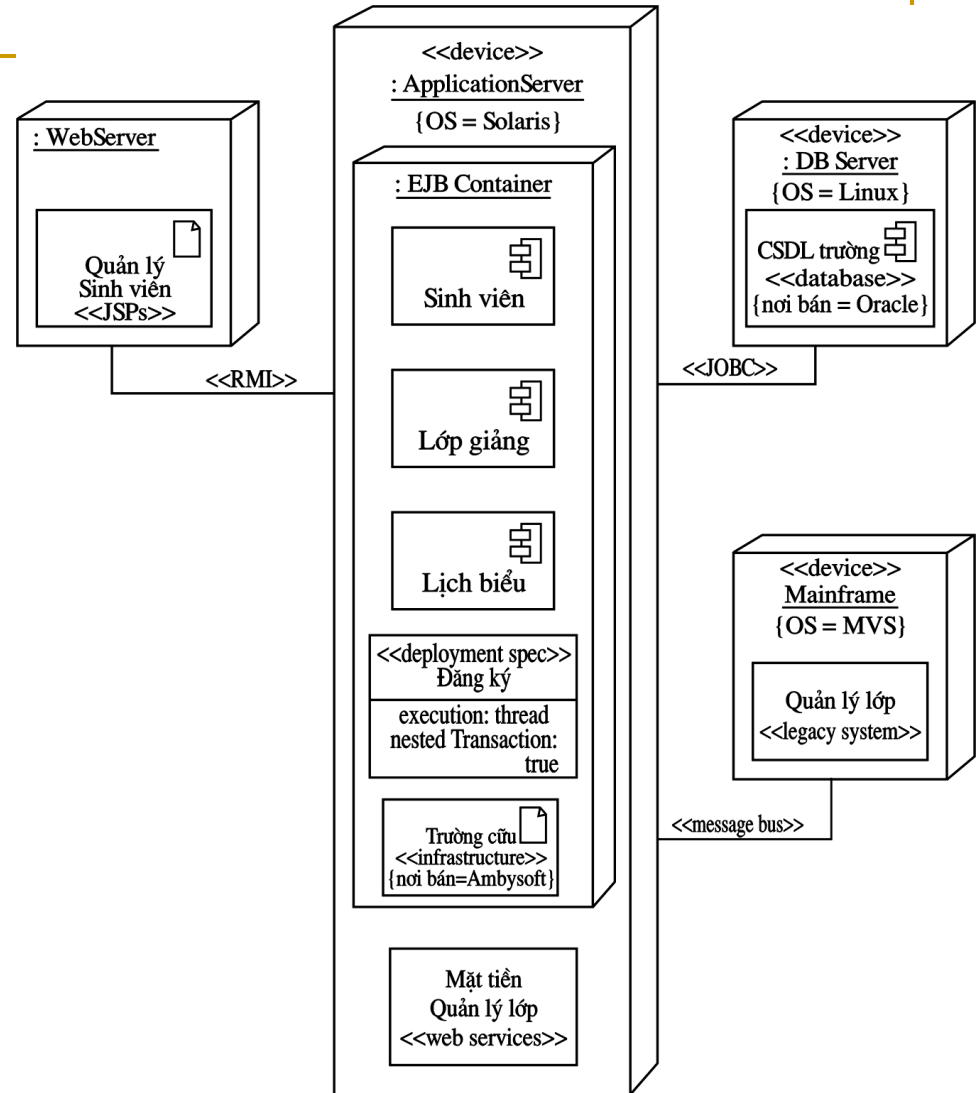 : WebServer
Quản lý
Sinh viên
<<JSPs>>
<<RMI>>
<<device>>
: ApplicationServer
{OS = Solaris}
: EJB Container
Sinh viên
Lớp giảng
Lịch biểu
<<deployment spec>>
Đăng ký
execution: thread
nested Transaction:
true
Trường cữu
<<infrastructure>>
{nơi bán=Ambysoft}
Mặt tiền
Quản lý lớp
<<web services>>
<<device>>
: DB Server
{OS = Linux}
CSDL trường
<<database>>
{nơi bán = Oracle}
<<JOBC>>
<<device>>
Mainframe
{OS = MVS}
Quản lý lớp
<<legacy system>>
<<message bus>>